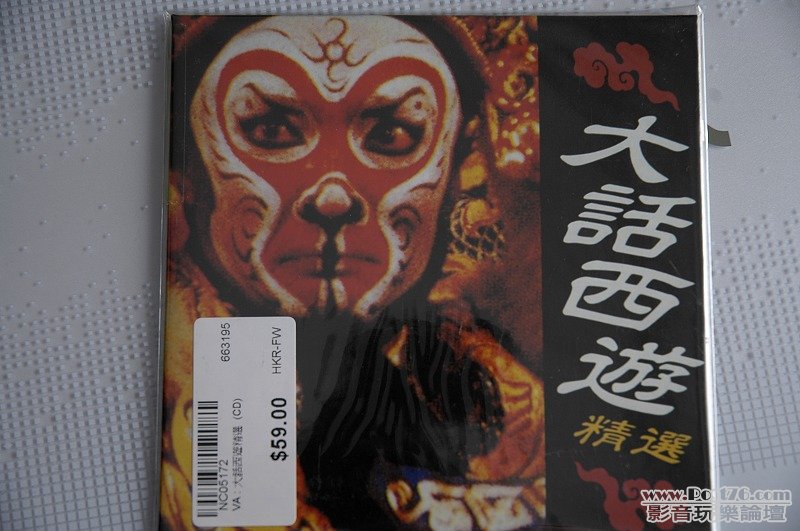 大話西遊
精選
663195
HKR-FW
NC05172
VA : 大話西遊精選 (CD)
$59.00
www.Post76.com
影音玩樂論壇